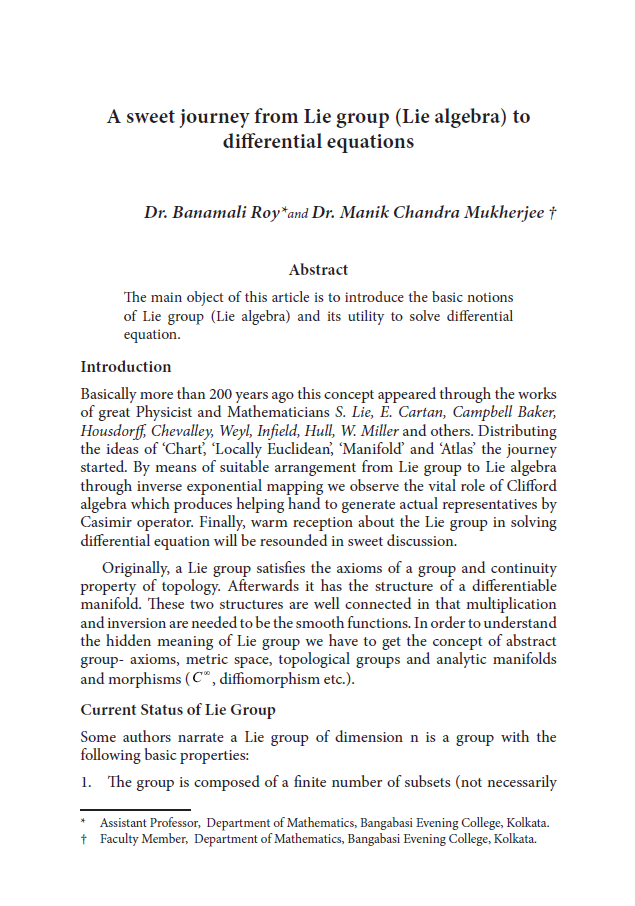 A sweet journey from Lie group (Lie algebra) to
differential equations
Dr. Banamali Roy*and Dr. Manik Chandra Mukherjee †
Abstract
The main object of this article is to introduce the basic notions
of Lie group (Lie algebra) and its utility to solve differential
equation.
Introduction
Basically more than 200 years ago this concept appeared through the works
of great Physicist and Mathematicians S. Lie, E. Cartan, Campbell Baker,
Housdorff, Chevalley, Weyl, Infield, Hull, W. Miller and others. Distributing
the ideas of ‘Chart’, ‘Locally Euclidean’, ‘Manifold’ and ‘Atlas’ the journey
started. By means of suitable arrangement from Lie group to Lie algebra
through inverse exponential mapping we observe the vital role of Clifford
algebra which produces helping hand to generate actual representatives by
Casimir operator. Finally, warm reception about the Lie group in solving
differential equation will be resounded in sweet discussion.
Originally, a Lie group satisfies the axioms of a group and continuity
property of topology. Afterwards it has the structure of a differentiable
manifold. These two structures are well connected in that multiplication
and inversion are needed to be the smooth functions. In order to understand
the hidden meaning of Lie group we have to get the concept of abstract
group- axioms, metric space, topological groups and analytic manifolds
and morphisms (C∞, diffiomorphism etc.).
Current Status of Lie Group
Some authors narrate a Lie group of dimension n is a group with the
following basic properties:
1. The group is composed of a finite number of subsets (not necessarily
* Assistant Professor, Department of Mathematics, Bangabasi Evening College, Kolkata.
† Faculty Member, Department of Mathematics, Bangabasi Evening College, Kolkata.